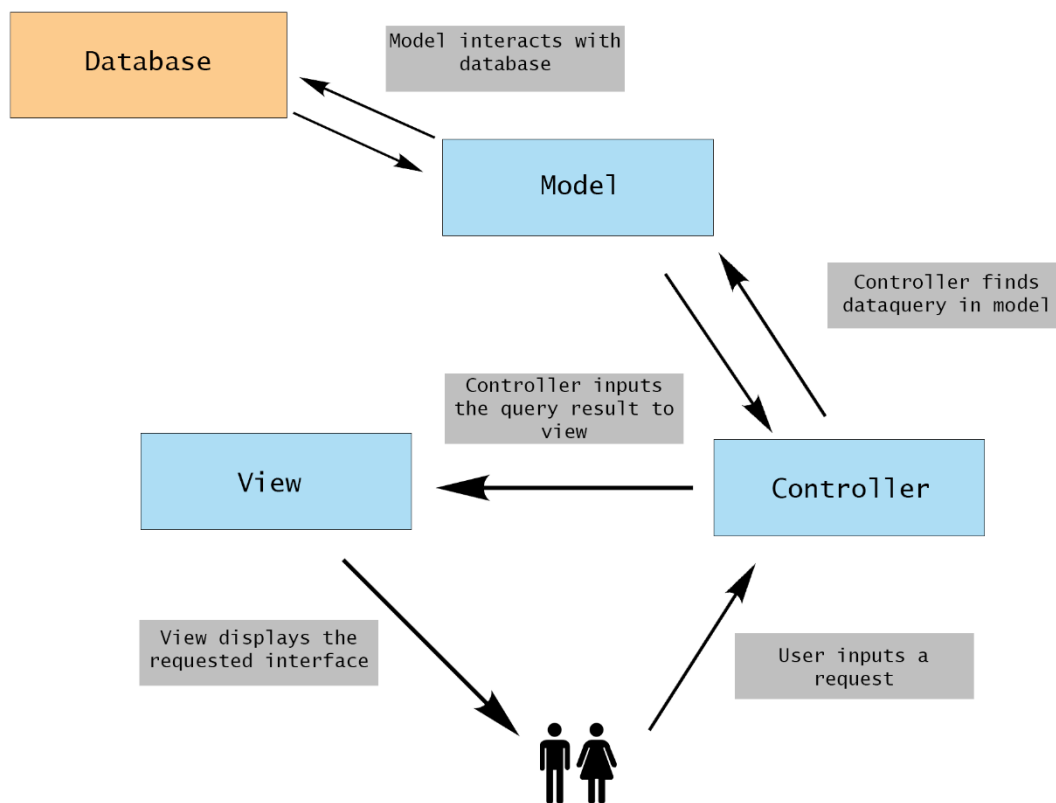 Database
Model interacts with
database
Model
Controller finds
dataquery in model
Controller inputs
the query result to
view
View
Controller
View displays the
requested interface
User inputs a
request